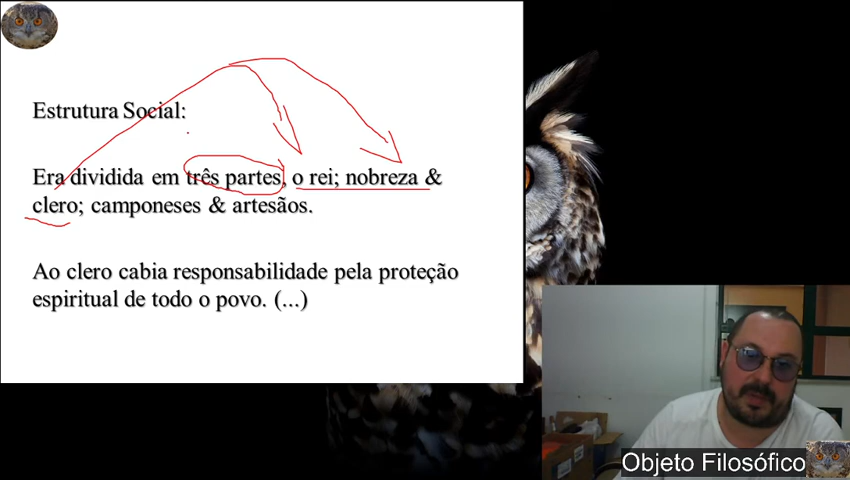 Estrutura Social:
Era dividida em três partes, o rei; nobreza &
clero; camponeses & artesãos.
Ao clero cabia responsabilidade pela proteção
espiritual de todo o povo. (...)
Objeto Filosófico